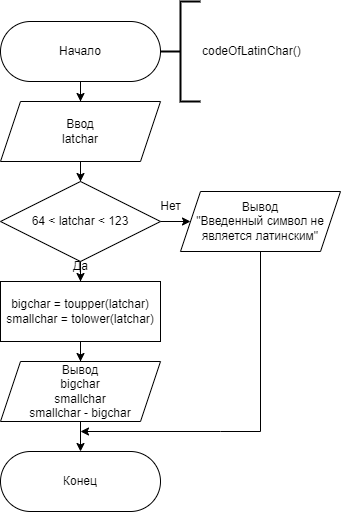 Начало
codeOfLatinChar()
Ввод
latchar
64 < latchar < 123
Нет
Вывод
"Введенный символ не
является латинским"
Да
bigchar = toupper(latchar)
smallchar = tolower(latchar)
Вывод
bigchar
smallchar
smallchar - bigchar
Конец